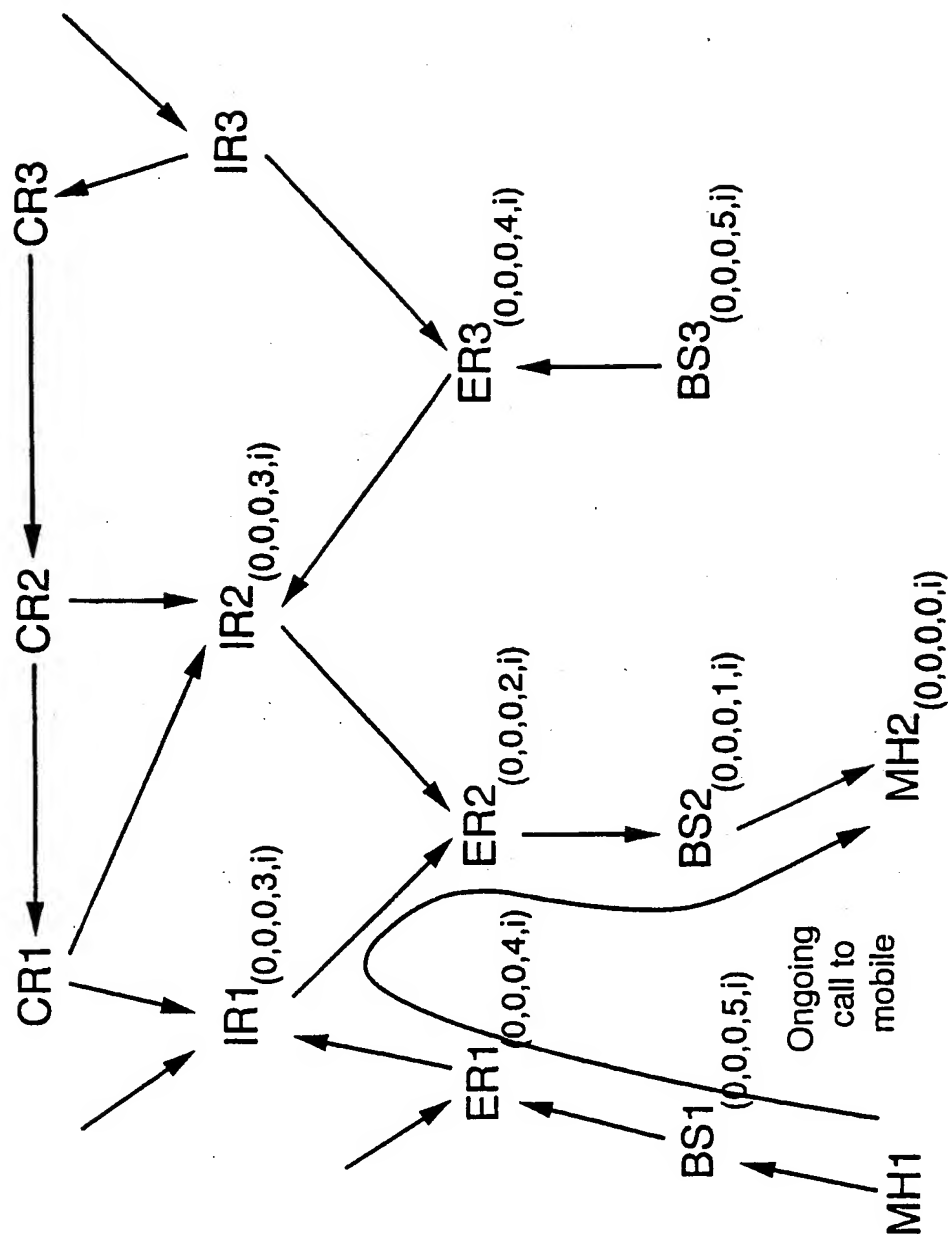 CR1
CR2
CR3
IR1(0,0,0,3,i)
IR2(0,0,0,3,i)
IR3
ER1(0,0,0,4,i)
ER2(0,0,0,2,i)
ER3(0,0,0,4,i)
BS1(0,0,0,5,i)
BS2(0,0,0,1,i)
BS3(0,0,0,5,i)
Ongoing
call to
mobile
MH1
MH2(0,0,0,0,i)